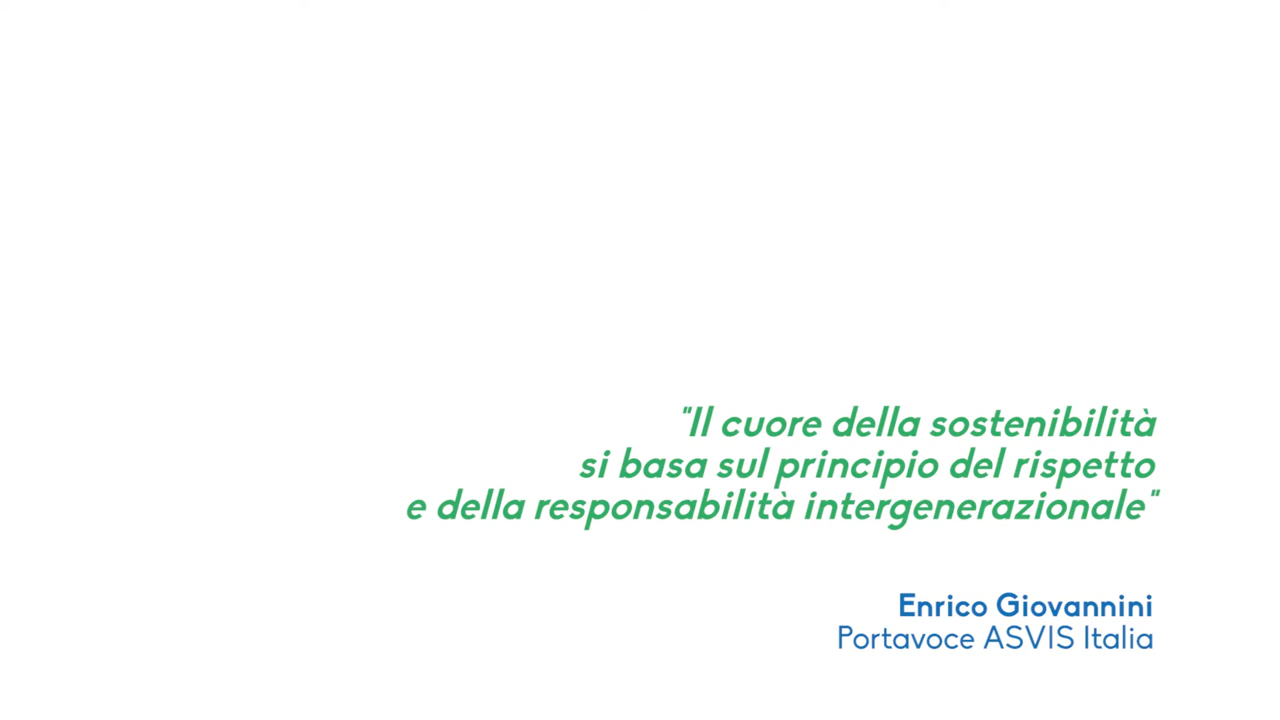 "Il cuore della sostenibilità
si basa sul principio del rispetto
e della responsabilità intergenerazionale"
Enrico Giovannini
Portavoce ASVIS Italia